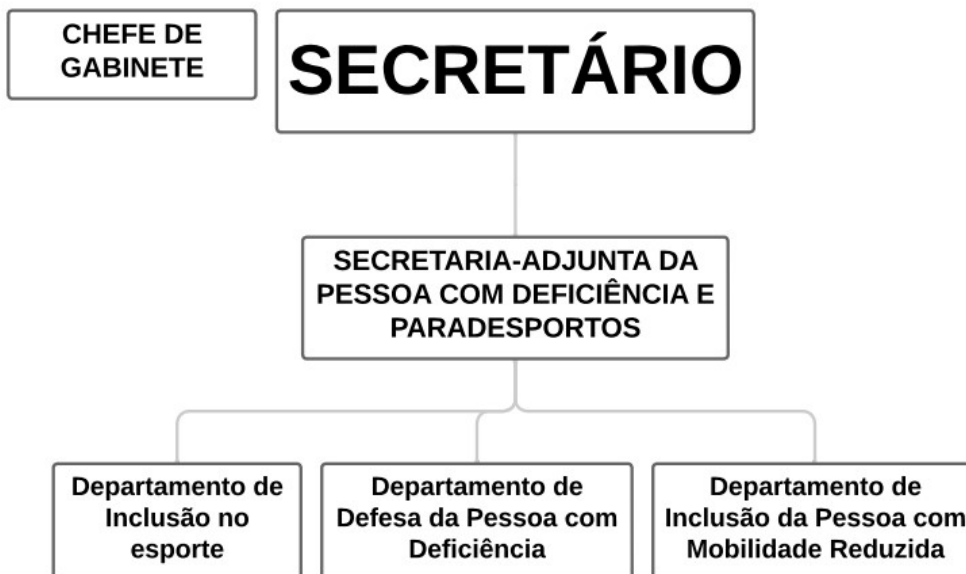 CHEFE DE
GABINETE
SECRETÁRIO
SECRETARIA-ADJUNTA DA
PESSOA COM DEFICIÊNCIA E
PARADESPORTOS
Departamento de
Inclusão no
esporte
Departamento de
Defesa da Pessoa com
Deficiência
Departamento de
Inclusão da Pessoa com
Mobilidade Reduzida